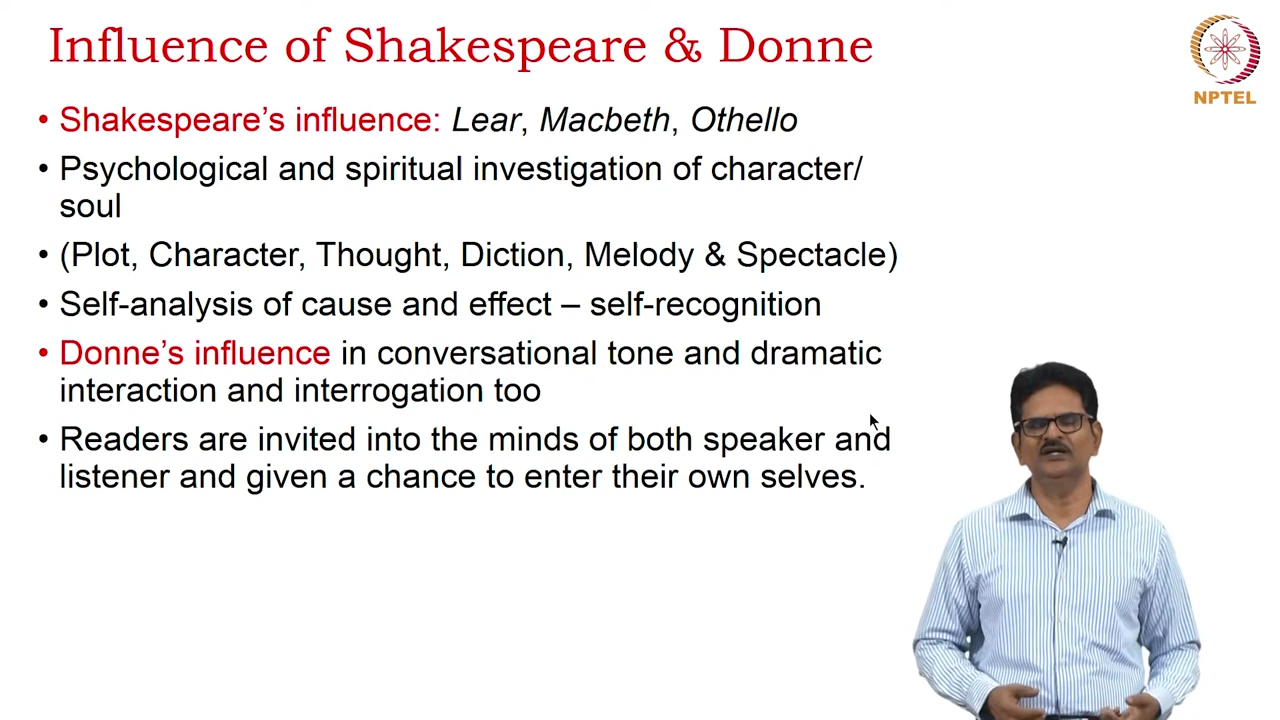 Influence of Shakespeare & Donne
NPTEL
• Shakespeare's influence: Lear, Macbeth, Othello
• Psychological and spiritual investigation of character/
soul
• (Plot, Character, Thought, Diction, Melody & Spectacle)
• Self-analysis of cause and effect – self-recognition
• Donne's influence in conversational tone and dramatic
interaction and interrogation too
• Readers are invited into the minds of both speaker and
listener and given a chance to enter their own selves.